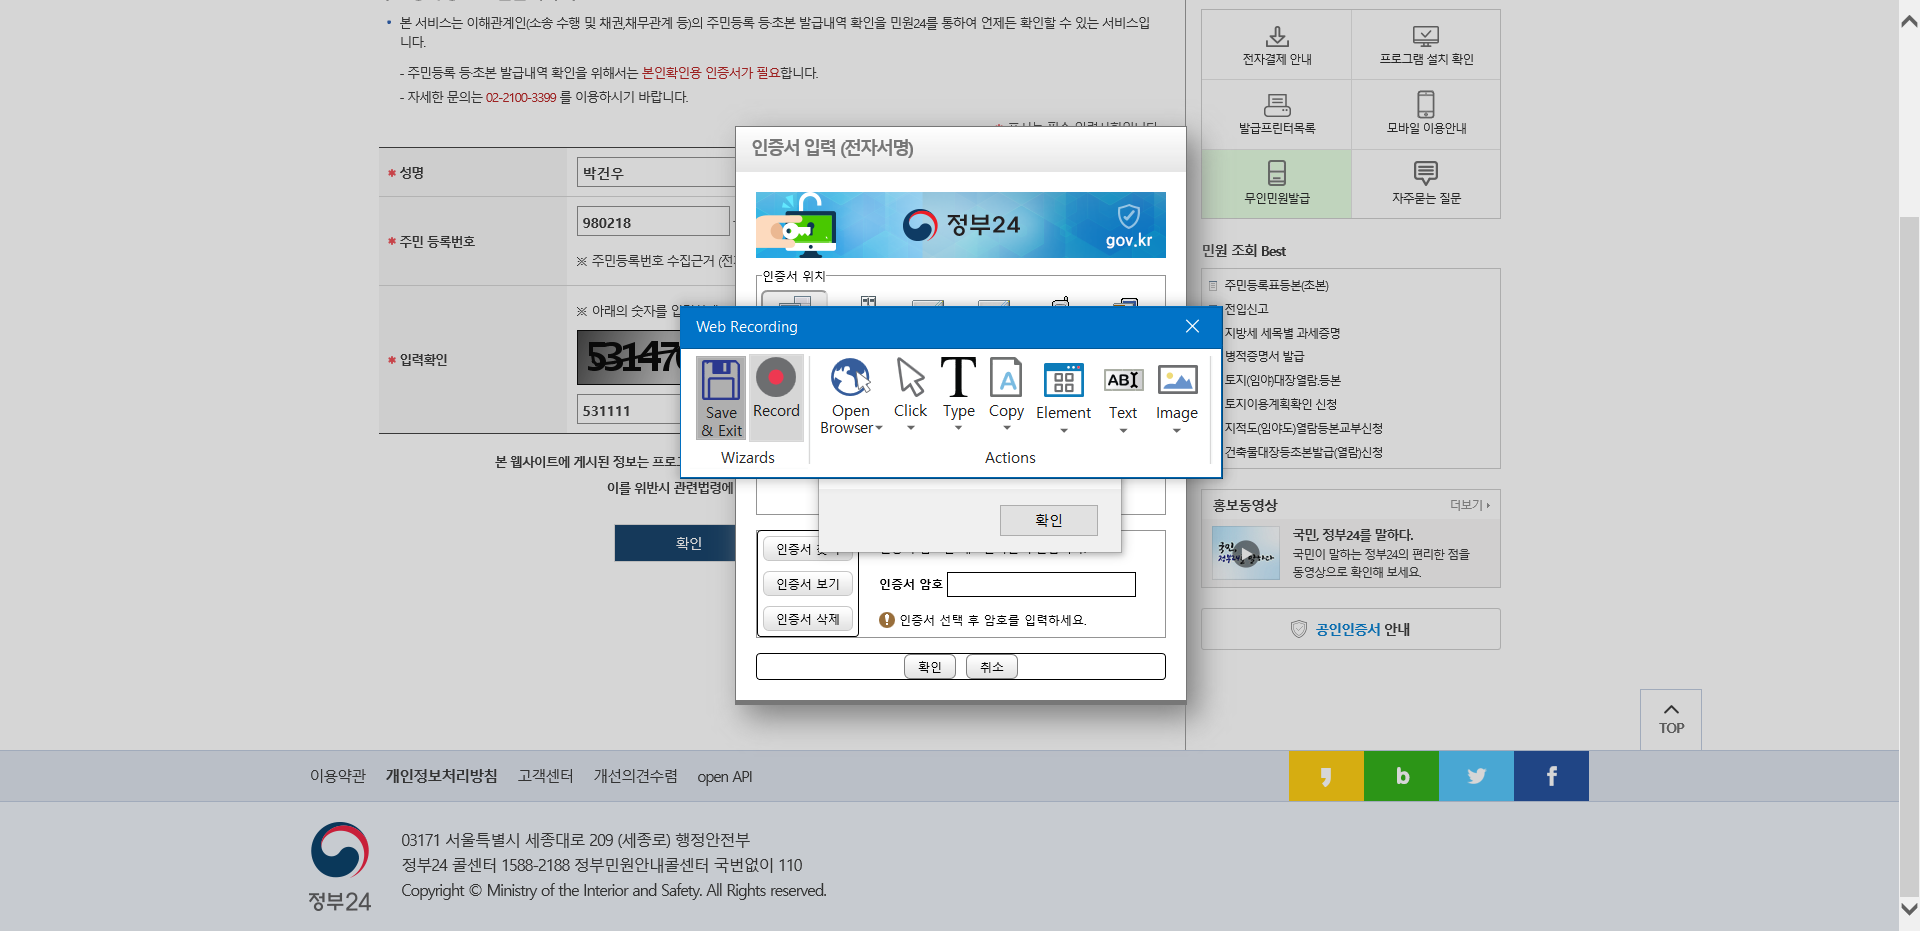 본 서비스는 이해관계인(소송 수행 및 채권,채무관계 등)의 주민등록 등·초본 발급내역 확인을 민원24를 통하여 언제든 확인할 수 있는 서비스입
니다.
- 주민등록 등·초본 발급내역 확인을 위해서는 본인확인용 인증서가 필요합니다.
- 자세한 문의는 02-2100-3399 를 이용하시기 바랍니다.
* 성명
박건우
* 주민 등록번호
980218
※ 주민등록번호 수집근거 (전
* 입력확인
※ 아래의 숫자를 입
53147
531111
본 웹사이트에 게시된 정보는 프로
이를 위반시 관련법령에
확인
인증서 입력 (전자서명)
정부24
gov.kr
인증서 위치
Web Recording
Save
& Exit
Record
Wizards
Open
Browser
Click
Type
Copy
Element
ABI
Text
Image
Actions
확인
인증서
인증서 보기
인증서 삭제
인증서 암호
인증서 선택 후 암호를 입력하세요.
확인
취소
전자결제 안내
프로그램 설치 확인
발급프린터목록
모바일 이용안내
무인민원발급
자주묻는 질문
민원 조회 Best
주민등록표등본(초본)
전입신고
지방세 세목별 과세증명
병적증명서 발급
토지(임야)대장열람·등본
토지이용계획확인 신청
지적도(임야도)열람등본교부신청
건축물대장등초본발급(열람)신청
홍보동영상
더보기
국민, 정부24를 말하다.
국민이 말하는 정부24의 편리한 점을
동영상으로 확인해 보세요.
공인인증서 안내
TOP
이용약관
개인정보처리방침
고객센터
개선의견수렴
open API
b
f
정부24
03171 서울특별시 세종대로 209 (세종로) 행정안전부
정부24 콜센터 1588-2188 정부민원안내콜센터 국번없이 110
Copyright © Ministry of the Interior and Safety. All Rights reserved.